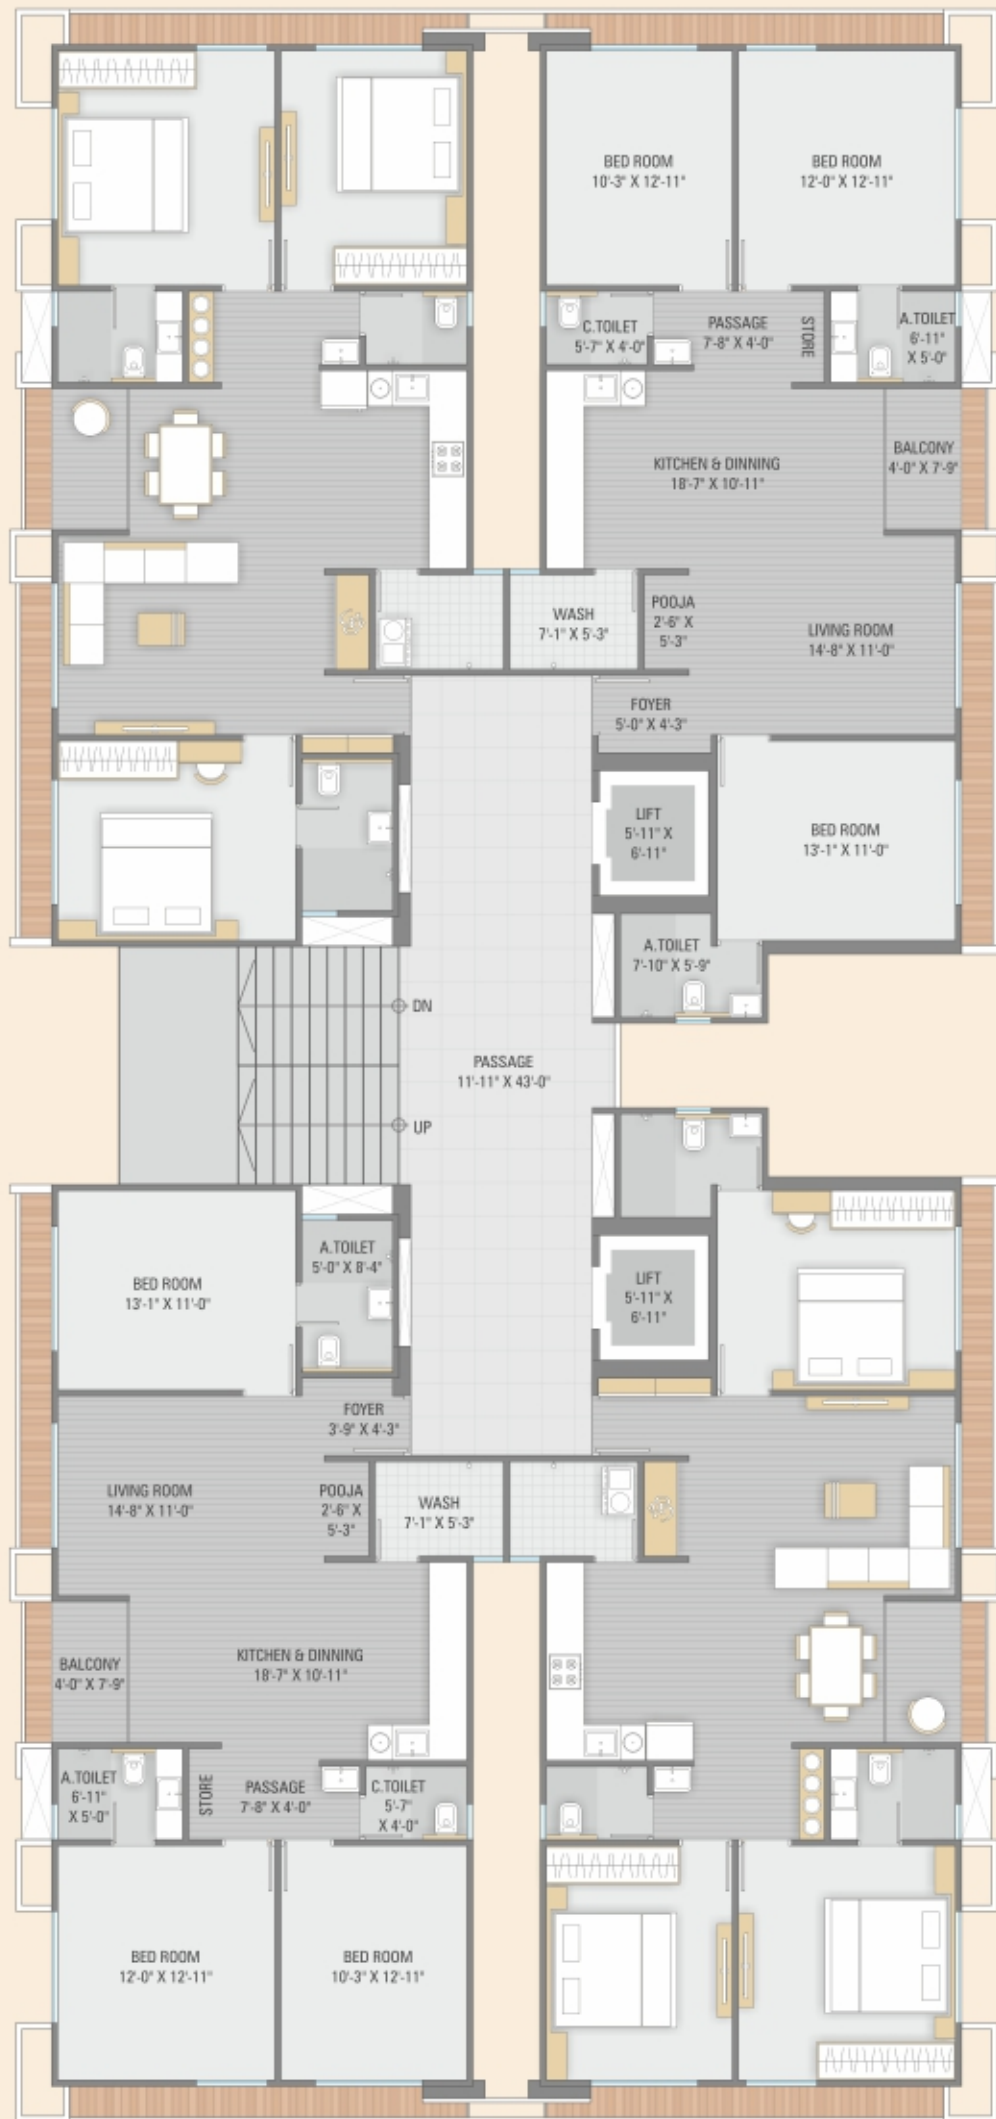 BED ROOM
10'-3" X 12'-11"
BED ROOM
12'-0" X 12'-11"
C.TOILET
5'-7" X 4'-0"
PASSAGE
7'-8" X 4'-0"
STORE
A.TOILET
6'-11"
X 5'-0"
KITCHEN & DINNING
18'-7" X 10'-11"
BALCONY
4'-0" X 7'-9"
WASH
7'-1" X 5'-3"
POOJA
2'-6" X
5'-3"
LIVING ROOM
14'-8" X 11'-0"
FOYER
5'-0" X 4'-3"
LIFT
5'-11" X
6'-11"
BED ROOM
13'-1" X 11'-0"
A.TOILET
7'-10" X 5'-9"
DN
PASSAGE
11'-11" X 43'-0"
UP
BED ROOM
13'-1" X 11'-0"
A.TOILET
5'-0" X 8'-4"
LIFT
5'-11" X
6'-11"
FOYER
3'-9" X 4'-3"
LIVING ROOM
14'-8" X 11'-0"
POOJA
2'-6" X
5'-3"
WASH
7'-1" X 5'-3"
BALCONY
4'-0" X 7'-9"
KITCHEN & DINNING
18'-7" X 10'-11"
A.TOILET
6'-11"
X 5'-0"
STORE
PASSAGE
7'-8" X 4'-0"
C.TOILET
5'-7"
X 4'-0"
BED ROOM
12'-0" X 12'-11"
BED ROOM
10'-3" X 12'-11"